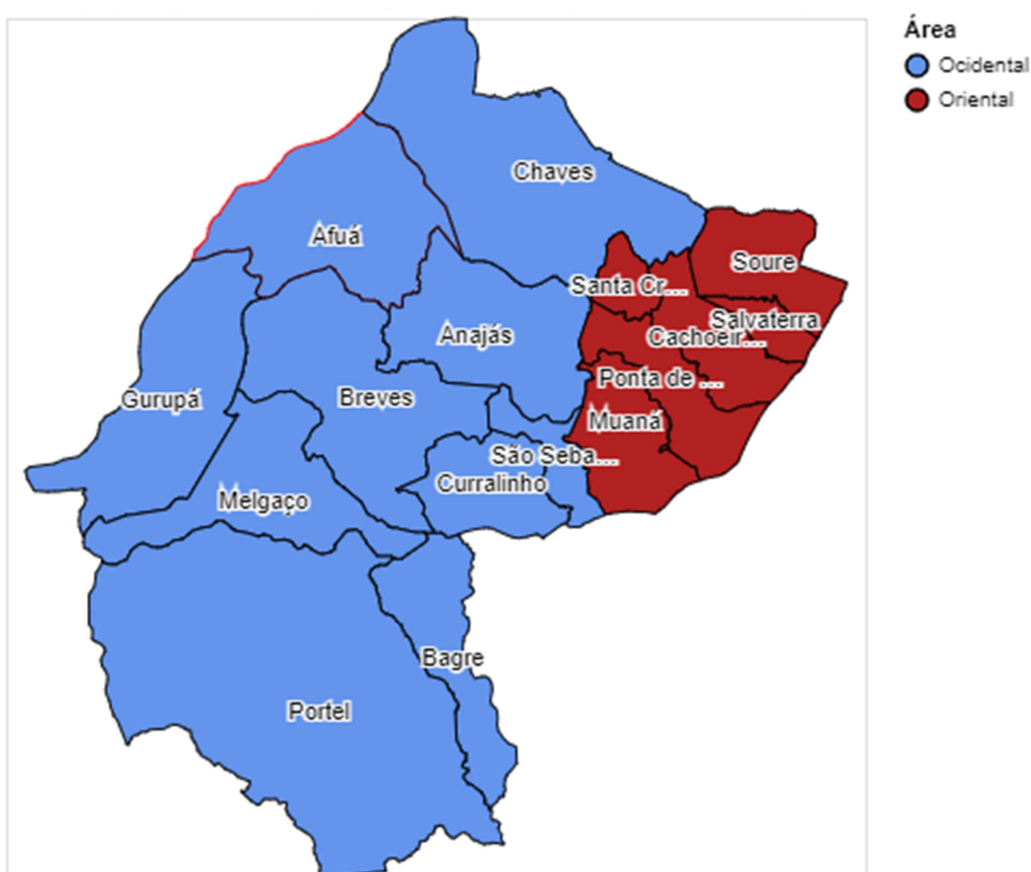 Área
Ocidental
Oriental
Chaves
Afuá
Soure
Santa Cr...
Salvaterra
Cachoeir...
Anajás
Ponta de ...
Breves
Gurupá
Muaná
São Seba...
Curralinho
Melgaço
Bagre
Portel